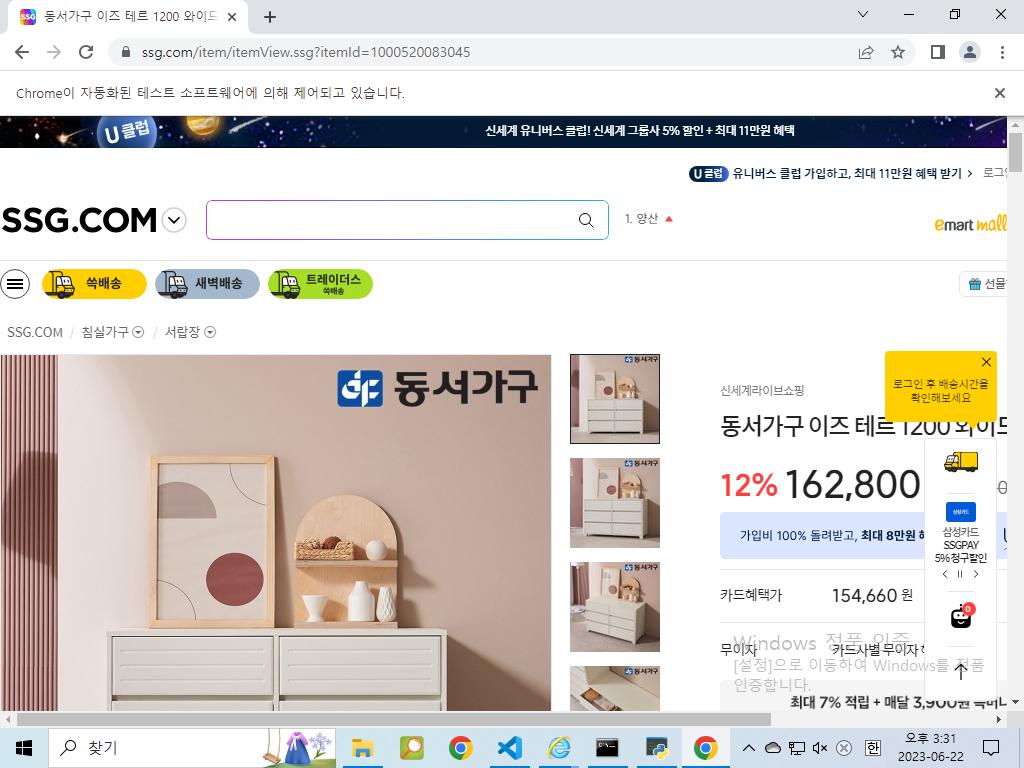 동서가구 이즈 테르 1200 와이드
ssg.com/item/itemView.ssg?itemId=1000520083045
Chrome이 자동화된 테스트 소프트웨어에 의해 제어되고 있습니다.
U클럽
신세계 유니버스 클럽! 신세계 그룹사 5% 할인 + 최대 11만원 혜택
U 클럽 유니버스 클럽 가입하고, 최대 11만원 혜택 받기 > 로그인
SSG.COM
1. 양산
emart mall
쓱배송
새벽배송
트레이더스
쓱배송
선물
SSG.COM / 침실가구 / 서랍장
동서가구
로그인 후 배송시간을
확인해보세요
신세계라이브쇼핑
동서가구 이즈 테르 1200 와이드
12% 162,800
가입비 100% 돌려받고, 최대 8만원
삼성카드
삼성카드
SSGPAY
5% 청구할인
카드혜택가 154,660 원
0
무이자 카드사별 무이자
Windows 정품 인증
[설정]으로 이동하여 Windows를 정품
인증합니다.
최대 7% 적립 + 매달 3,900원
찾기
오후 3:31
한
2023-06-22